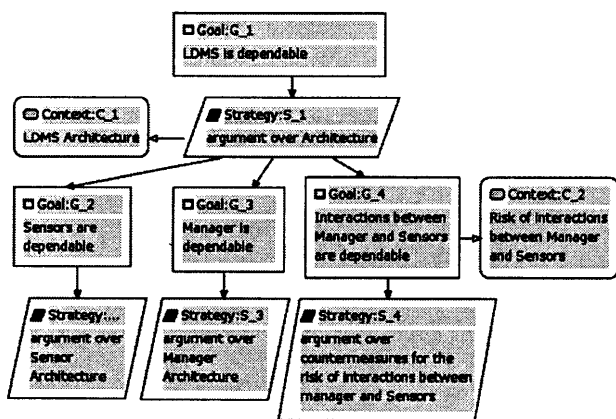 Goal:G_1
LDMS is dependable
Context:C_1
LDMS Architecture
Strategy:S_1
argument over Architecture
Goal:G_2
Sensors are
dependable
Goal:G_3
Manager is
dependable
Goal:G_4
Interactions between
Manager and Sensors
are dependable
Context:C_2
Risk of interactions
between Manager
and Sensors
Strategy:...
argument over
Sensor
Architecture
Strategy:S_3
argument over
Manager
Architecture
Strategy:S_4
argument over
countermeasures for the
risk of interactions between
manager and Sensors